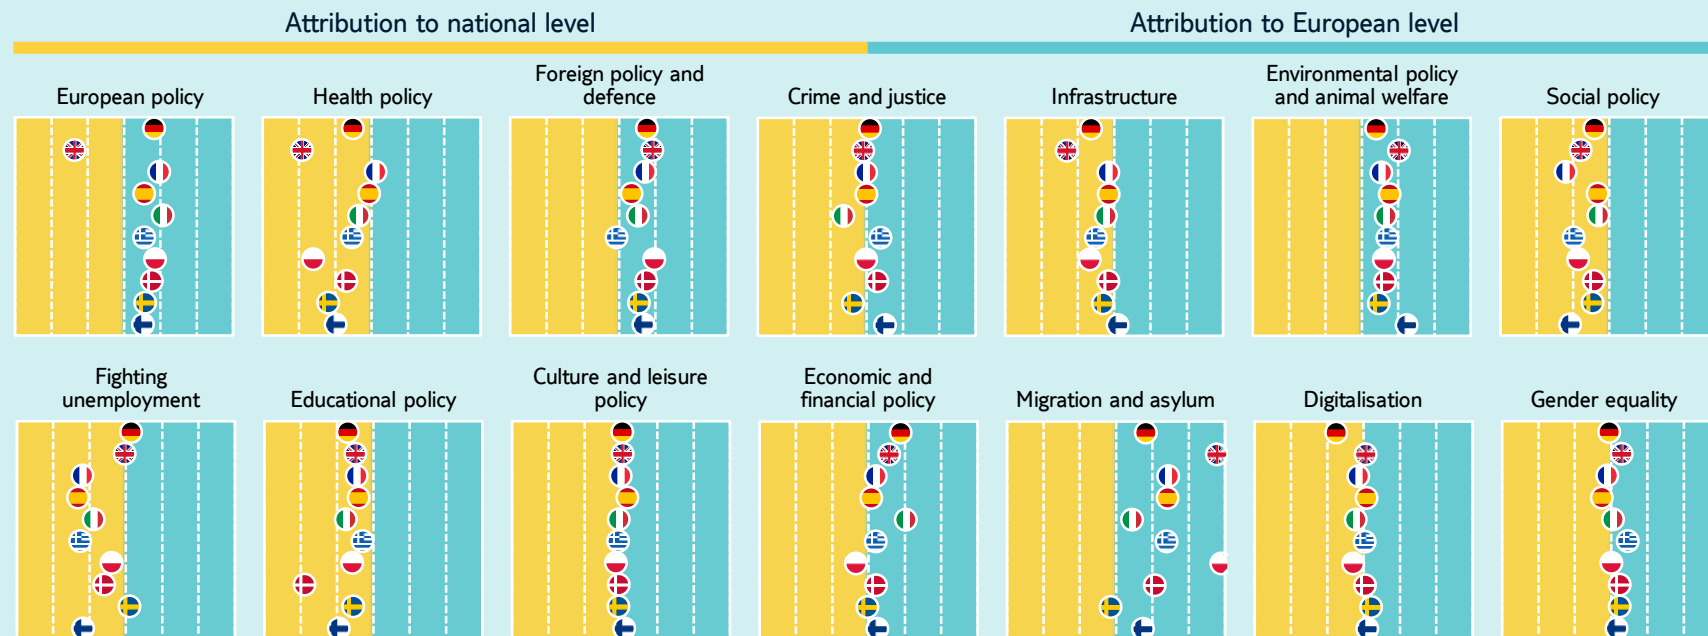 Attribution to national level
Attribution to European level
European policy
Health policy
Foreign policy and
defence
Crime and justice
Infrastructure
Environmental policy
and animal welfare
Social policy
Fighting
unemployment
Educational policy
Culture and leisure
policy
Economic and
financial policy
Migration and asylum
Digitalisation
Gender equality